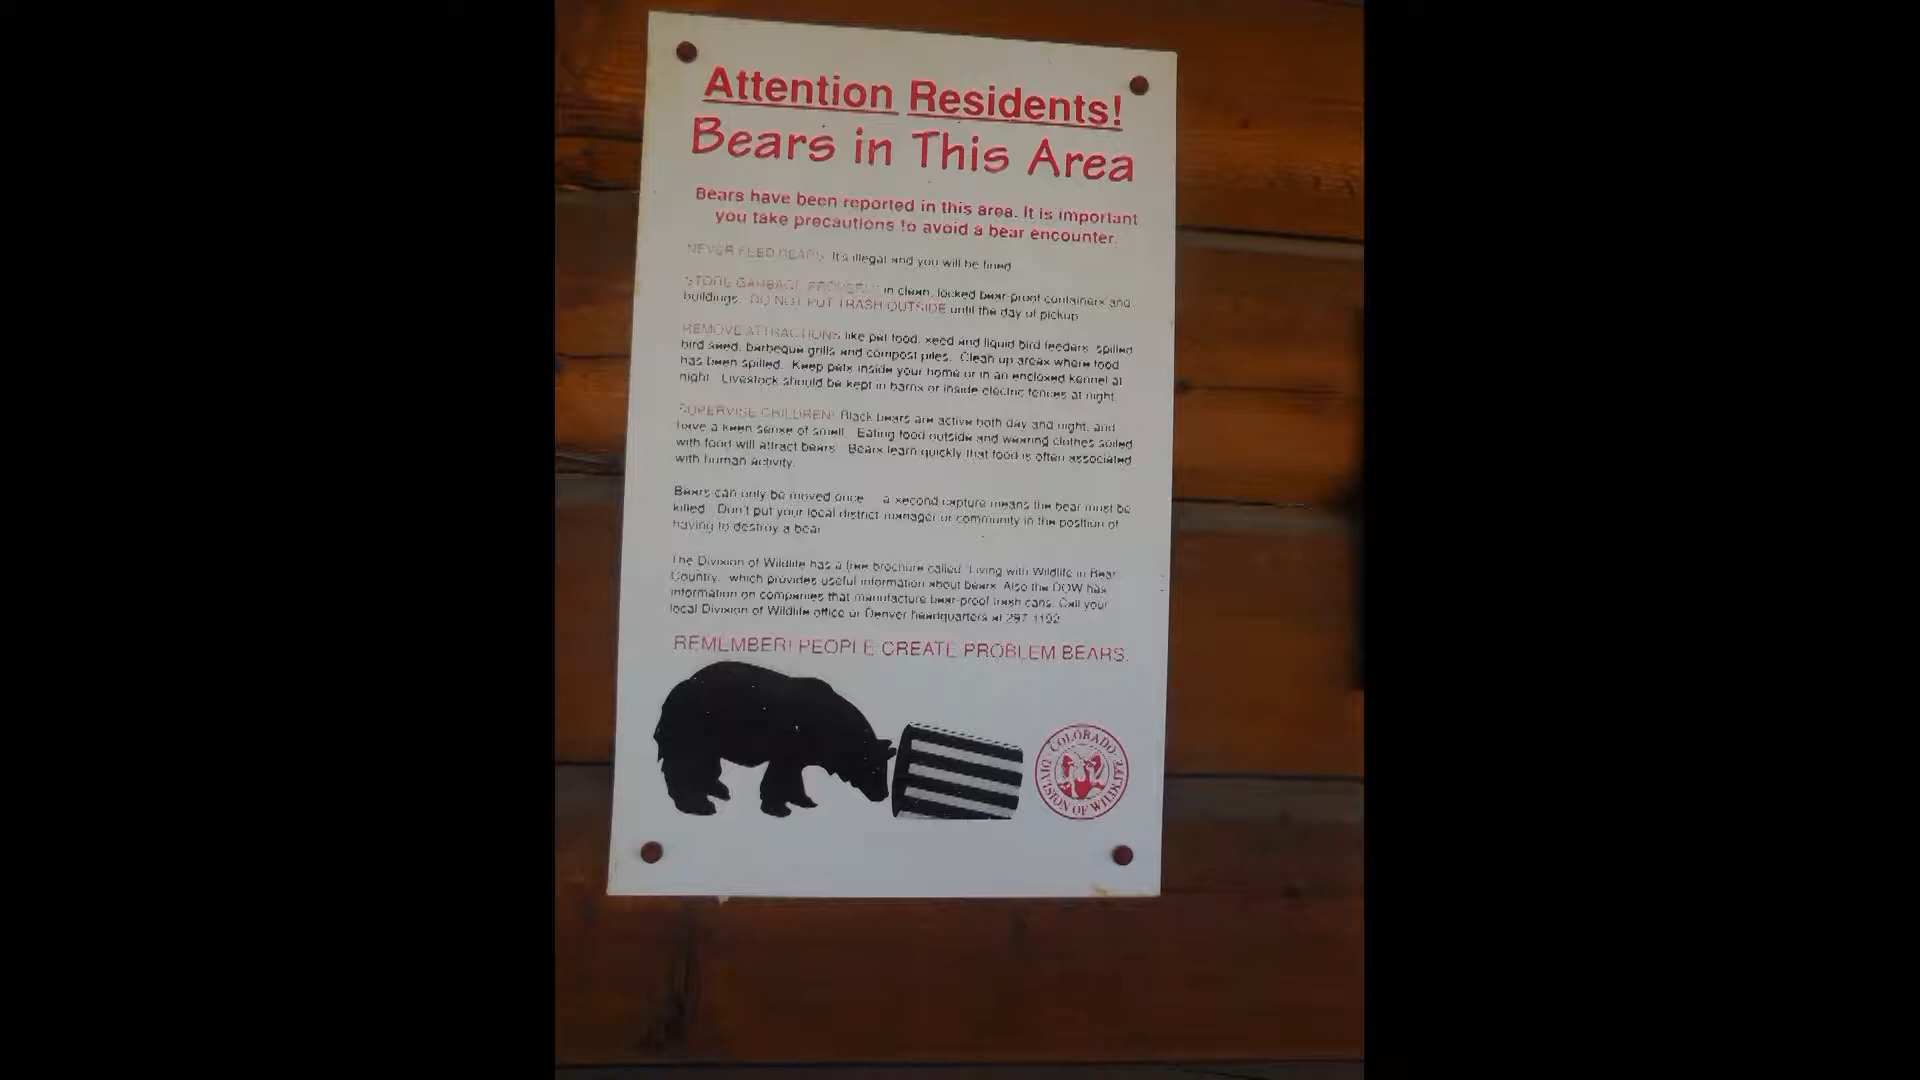 Attention Residents!
Bears in This Area
Bears have been reported in this area. It is important
you take precautions to avoid a bear encounter.
NEVER FEED BEARS. It's illegal and you will be fined.
STORE GARBAGE PROPERLY in clean, locked bear-proof containers and
buildings. DO NOT PUT TRASH OUTSIDE until the day of pickup.
REMOVE ATTRACTIONS like pet food, seed and liquid bird feeders, spilled
bird seed, barbeque grills and compost piles. Clean up areas where food
has been spilled. Keep pets inside your home or in an enclosed kennel at
night. Livestock should be kept in barns or inside electric fences at night.
SUPERVISE CHILDREN! Black bears are active both day and night, and
have a keen sense of smell. Eating food outside and wearing clothes soiled
with food will attract bears. Bears learn quickly that food is often associated
with human activity.
Bears can only be moved once a second capture means the bear must be
killed. Don't put your local district manager or community in the position of
having to destroy a bear.
The Division of Wildlife has a free brochure called "Living with Wildlife in Bear
Country," which provides useful information about bears. Also the DOW has
information on companies that manufacture bear-proof trash cans. Call your
local Division of Wildlife office or Denver headquarters at 297-1192.
REMEMBER! PEOPLE CREATE PROBLEM BEARS.
COLORADO
DIVISION OF WILDLIFE